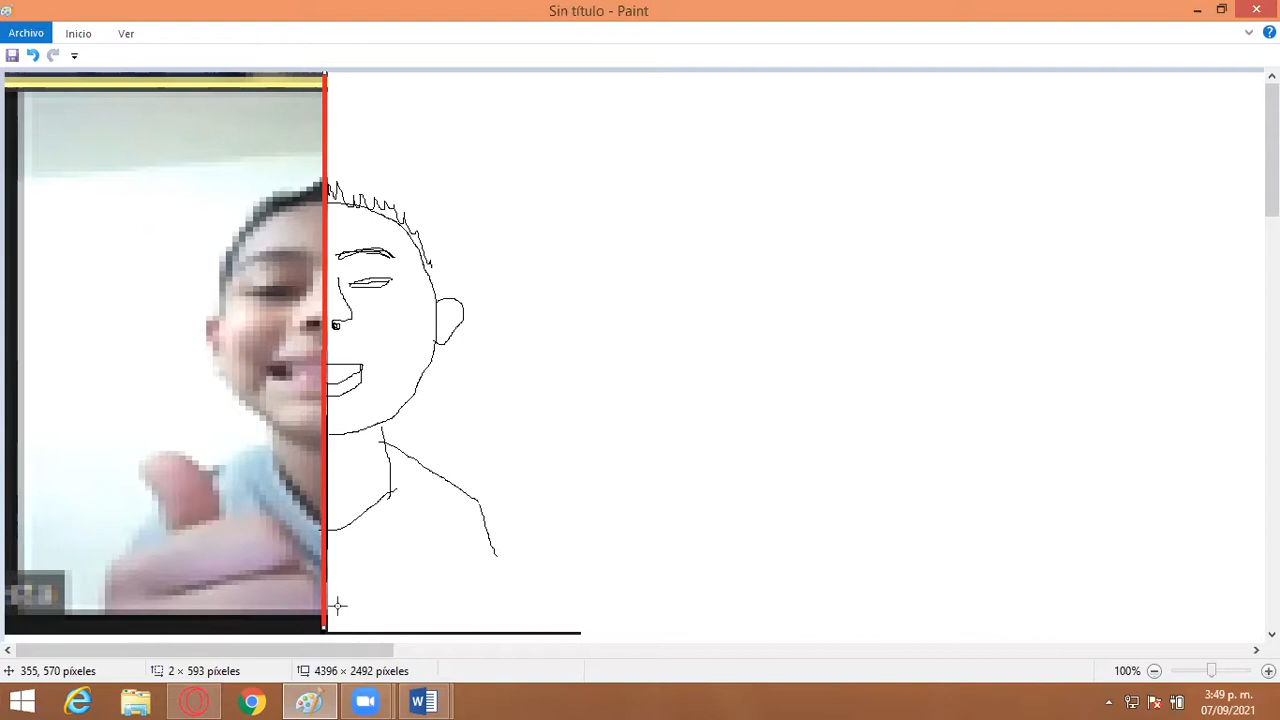 Sin título - Paint
Archivo
Inicio
Ver
355, 570 píxeles
2 × 593 píxeles
4396 × 2492 píxeles
100%
3:49 p. m.
07/09/2021